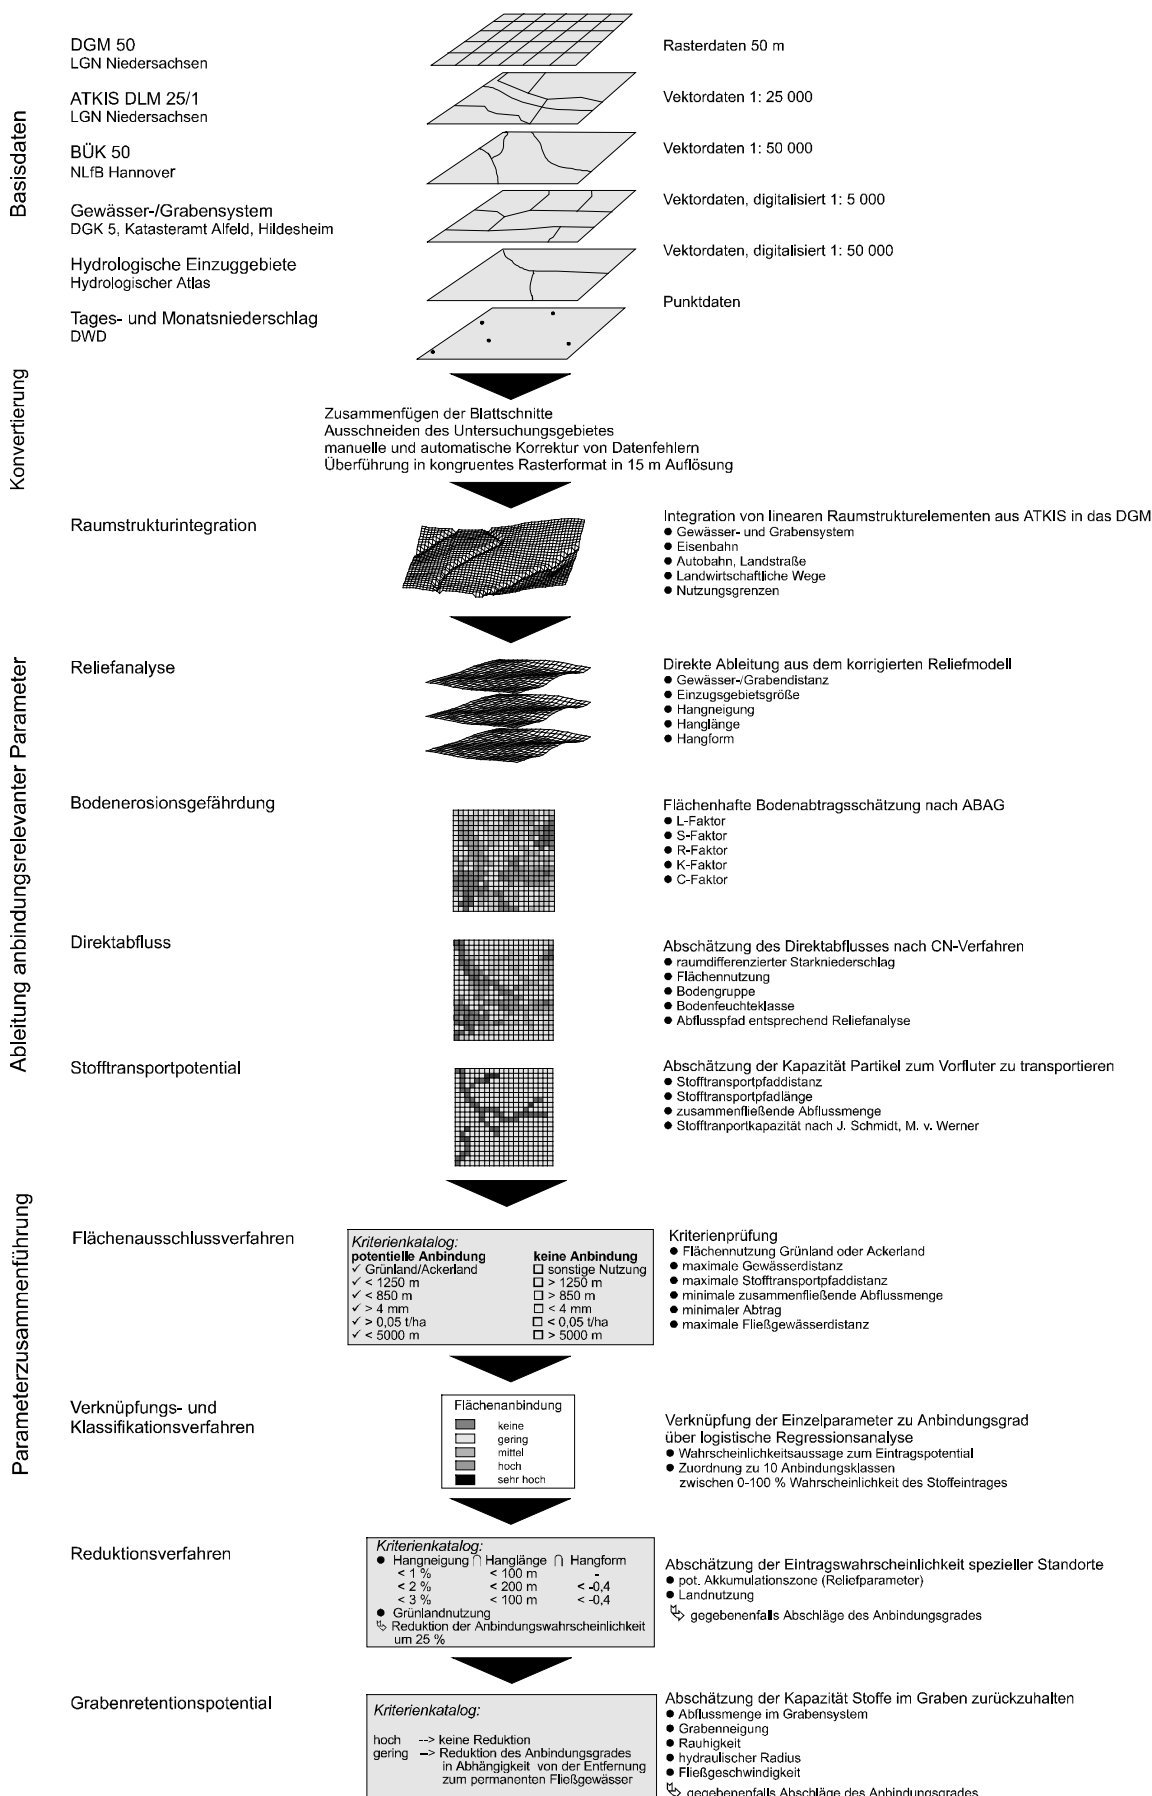 Basisdaten
DGM 50
LGN Niedersachsen
Rasterdaten 50 m
ATKIS DLM 25/1
LGN Niedersachsen
Vektordaten 1: 25 000
BÜK 50
NLfB Hannover
Vektordaten 1: 50 000
Gewässer-/Grabensystem
DGK 5, Katasteramt Alfeld, Hildesheim
Vektordaten, digitalisiert 1: 5 000
Hydrologische Einzuggebiete
Hydrologischer Atlas
Vektordaten, digitalisiert 1: 50 000
Tages- und Monatsniederschlag
DWD
Punktdaten
Konvertierung
Zusammenfügen der Blattschnitte
Ausschneiden des Untersuchungsgebietes
manuelle und automatische Korrektur von Datenfehlern
Überführung in kongruentes Rasterformat in 15 m Auflösung
Ableitung anbindungsrelevanter Parameter
Raumstrukturintegration
Integration von linearen Raumstrukturelementen aus ATKIS in das DGM
● Gewässer- und Grabensystem
● Eisenbahn
● Autobahn, Landstraße
● Landwirtschaftliche Wege
● Nutzungsgrenzen
Reliefanalyse
Direkte Ableitung aus dem korrigierten Reliefmodell
● Gewässer-/Grabendistanz
● Einzugsgebietsgröße
● Hangneigung
● Hanglänge
● Hangform
Bodenerosionsgefährdung
Flächenhafte Bodenabtragsschätzung nach ABAG
● L-Faktor
● S-Faktor
● R-Faktor
● K-Faktor
● C-Faktor
Direktabfluss
Abschätzung des Direktabflusses nach CN-Verfahren
● raumdifferenzierter Starkniederschlag
● Flächennutzung
● Bodengruppe
● Bodenfeuchteklasse
● Abflusspfad entsprechend Reliefanalyse
Stofftransportpotential
Abschätzung der Kapazität Partikel zum Vorfluter zu transportieren
● Stofftransportpfaddistanz
● Stofftransportpfadlänge
● zusammenfließende Abflussmenge
● Stofftranportkapazität nach J. Schmidt, M. v. Werner
Parameterzusammenführung
Flächenausschlussverfahren
Kriterienkatalog:
potentielle Anbindung keine Anbindung
✓ Grünland/Ackerland □ sonstige Nutzung
✓ < 1250 m □ > 1250 m
✓ < 850 m □ > 850 m
✓ > 4 mm □ < 4 mm
✓ > 0,05 t/ha □ < 0,05 t/ha
✓ < 5000 m □ > 5000 m
Kriterienprüfung
● Flächennutzung Grünland oder Ackerland
● maximale Gewässerdistanz
● maximale Stofftransportpfaddistanz
● minimale zusammenfließende Abflussmenge
● minimaler Abtrag
● maximale Fließgewässerdistanz
Verknüpfungs- und
Klassifikationsverfahren
Flächenanbindung
keine
gering
mittel
hoch
sehr hoch
Verknüpfung der Einzelparameter zu Anbindungsgrad
über logistische Regressionsanalyse
● Wahrscheinlichkeitsaussage zum Eintragspotential
● Zuordnung zu 10 Anbindungsklassen
zwischen 0-100 % Wahrscheinlichkeit des Stoffeintrages
Reduktionsverfahren
Kriterienkatalog:
● Hangneigung ∩ Hanglänge ∩ Hangform
< 1 % < 100 m -
< 2 % < 200 m < -0,4
< 3 % < 100 m < -0,4
● Grünlandnutzung
Reduktion der Anbindungswahrscheinlichkeit
um 25 %
Abschätzung der Eintragswahrscheinlichkeit spezieller Standorte
● pot. Akkumulationszone (Reliefparameter)
● Landnutzung
gegebenenfalls Abschläge des Anbindungsgrades
Grabenretentionspotential
Kriterienkatalog:
hoch --> keine Reduktion
gering --> Reduktion des Anbindungsgrades
in Abhängigkeit von der Entfernung
zum permanenten Fließgewässer
Abschätzung der Kapazität Stoffe im Graben zurückzuhalten
● Abflussmenge im Grabensystem
● Grabenneigung
● Rauhigkeit
● hydraulischer Radius
● Fließgeschwindigkeit
gegebenenfalls Abschläge des Anbindungsgrades